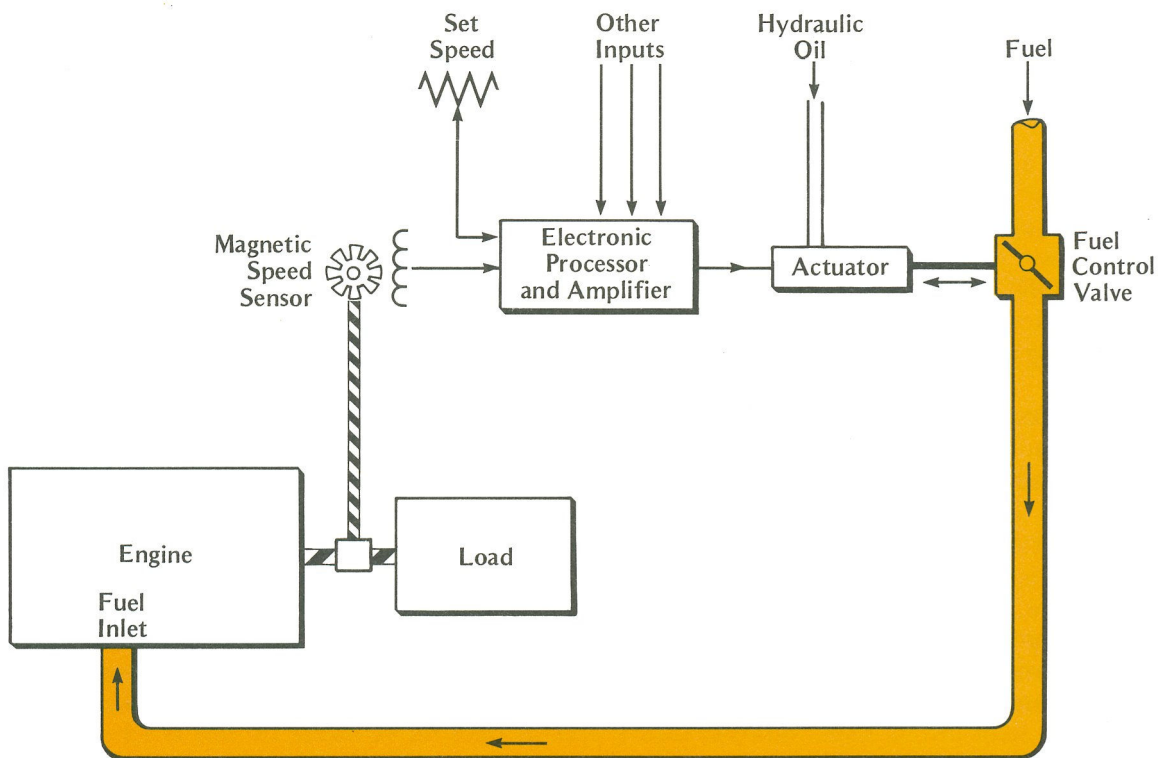 Set
Speed
Other
Inputs
Hydraulic
Oil
Fuel
Magnetic
Speed
Sensor
Electronic
Processor
and Amplifier
Actuator
Fuel
Control
Valve
Engine
Fuel
Inlet
Load